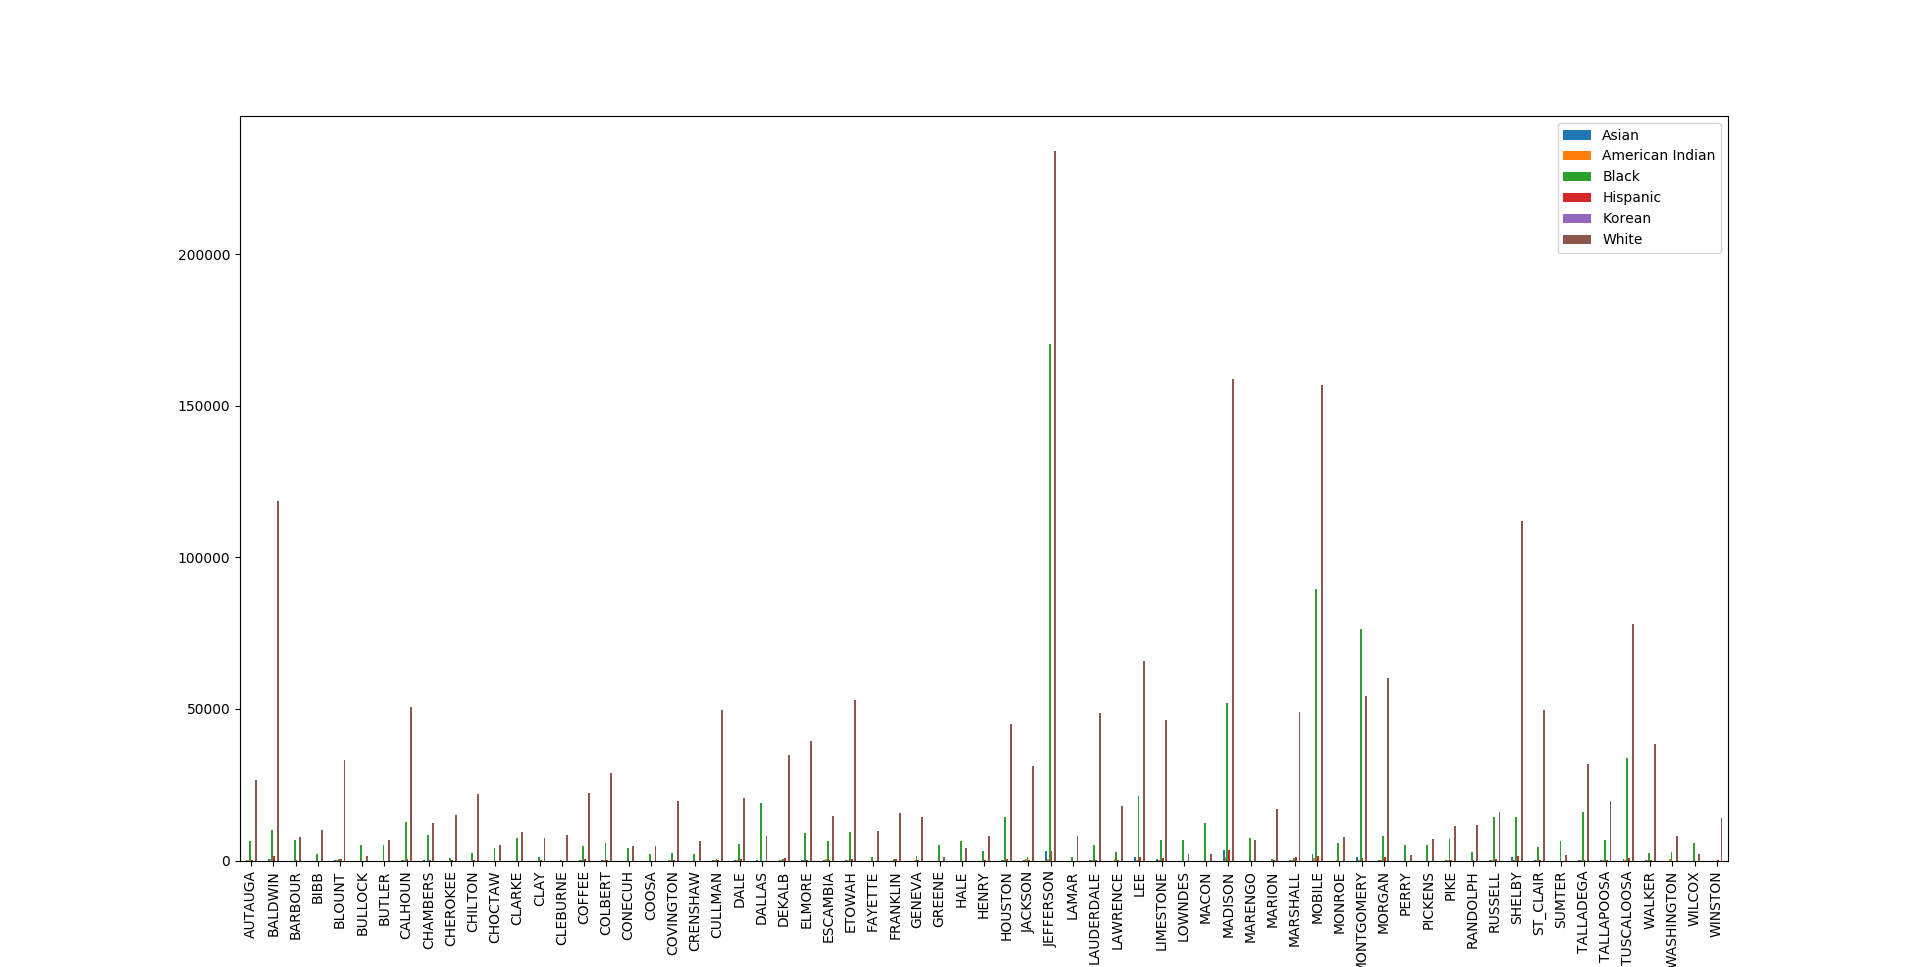 Asian
American Indian
Black
Hispanic
Korean
White
200000
150000
100000
50000
0
AUTAUGA
BALDWIN
BARBOUR
BIBB
BLOUNT
BULLOCK
BUTLER
CALHOUN
CHAMBERS
CHEROKEE
CHILTON
CHOCTAW
CLARKE
CLAY
CLEBURNE
COFFEE
COLBERT
CONECUH
COOSA
COVINGTON
CRENSHAW
CULLMAN
DALE
DALLAS
DEKALB
ELMORE
ESCAMBIA
ETOWAH
FAYETTE
FRANKLIN
GENEVA
GREENE
HALE
HENRY
HOUSTON
JACKSON
JEFFERSON
LAMAR
LAUDERDALE
LAWRENCE
LEE
LIMESTONE
LOWNDES
MACON
MADISON
MARENGO
MARION
MARSHALL
MOBILE
MONROE
MONTGOMERY
MORGAN
PERRY
PICKENS
PIKE
RANDOLPH
RUSSELL
SHELBY
ST_CLAIR
SUMTER
TALLADEGA
TALLAPOOSA
TUSCALOOSA
WALKER
WASHINGTON
WILCOX
WINSTON